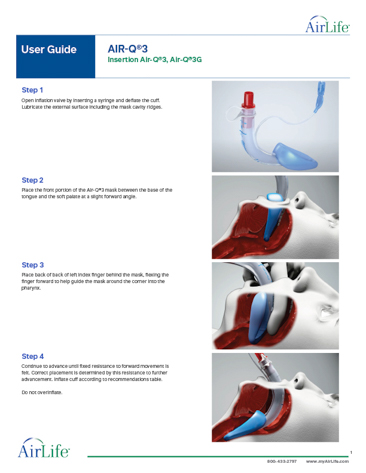 AirLife®
User Guide
AIR-Q®3
Insertion Air-Q®3, Air-Q®3G
Step 1
Open inflation valve by inserting a syringe and deflate the cuff.
Lubricate the external surface including the mask cavity ridges.
Step 2
Place the front portion of the Air-Q®3 mask between the base of the
tongue and the soft palate at a slight forward angle.
Step 3
Place back of back of left index finger behind the mask, flexing the
finger forward to help guide the mask around the corner into the
pharynx.
Step 4
Continue to advance until fixed resistance to forward movement is
felt. Correct placement is determined by this resistance to further
advancement. Inflate cuff according to recommendations table.
Do not overinflate.
AirLife®
1
800.433.2797 www.myAirLife.com